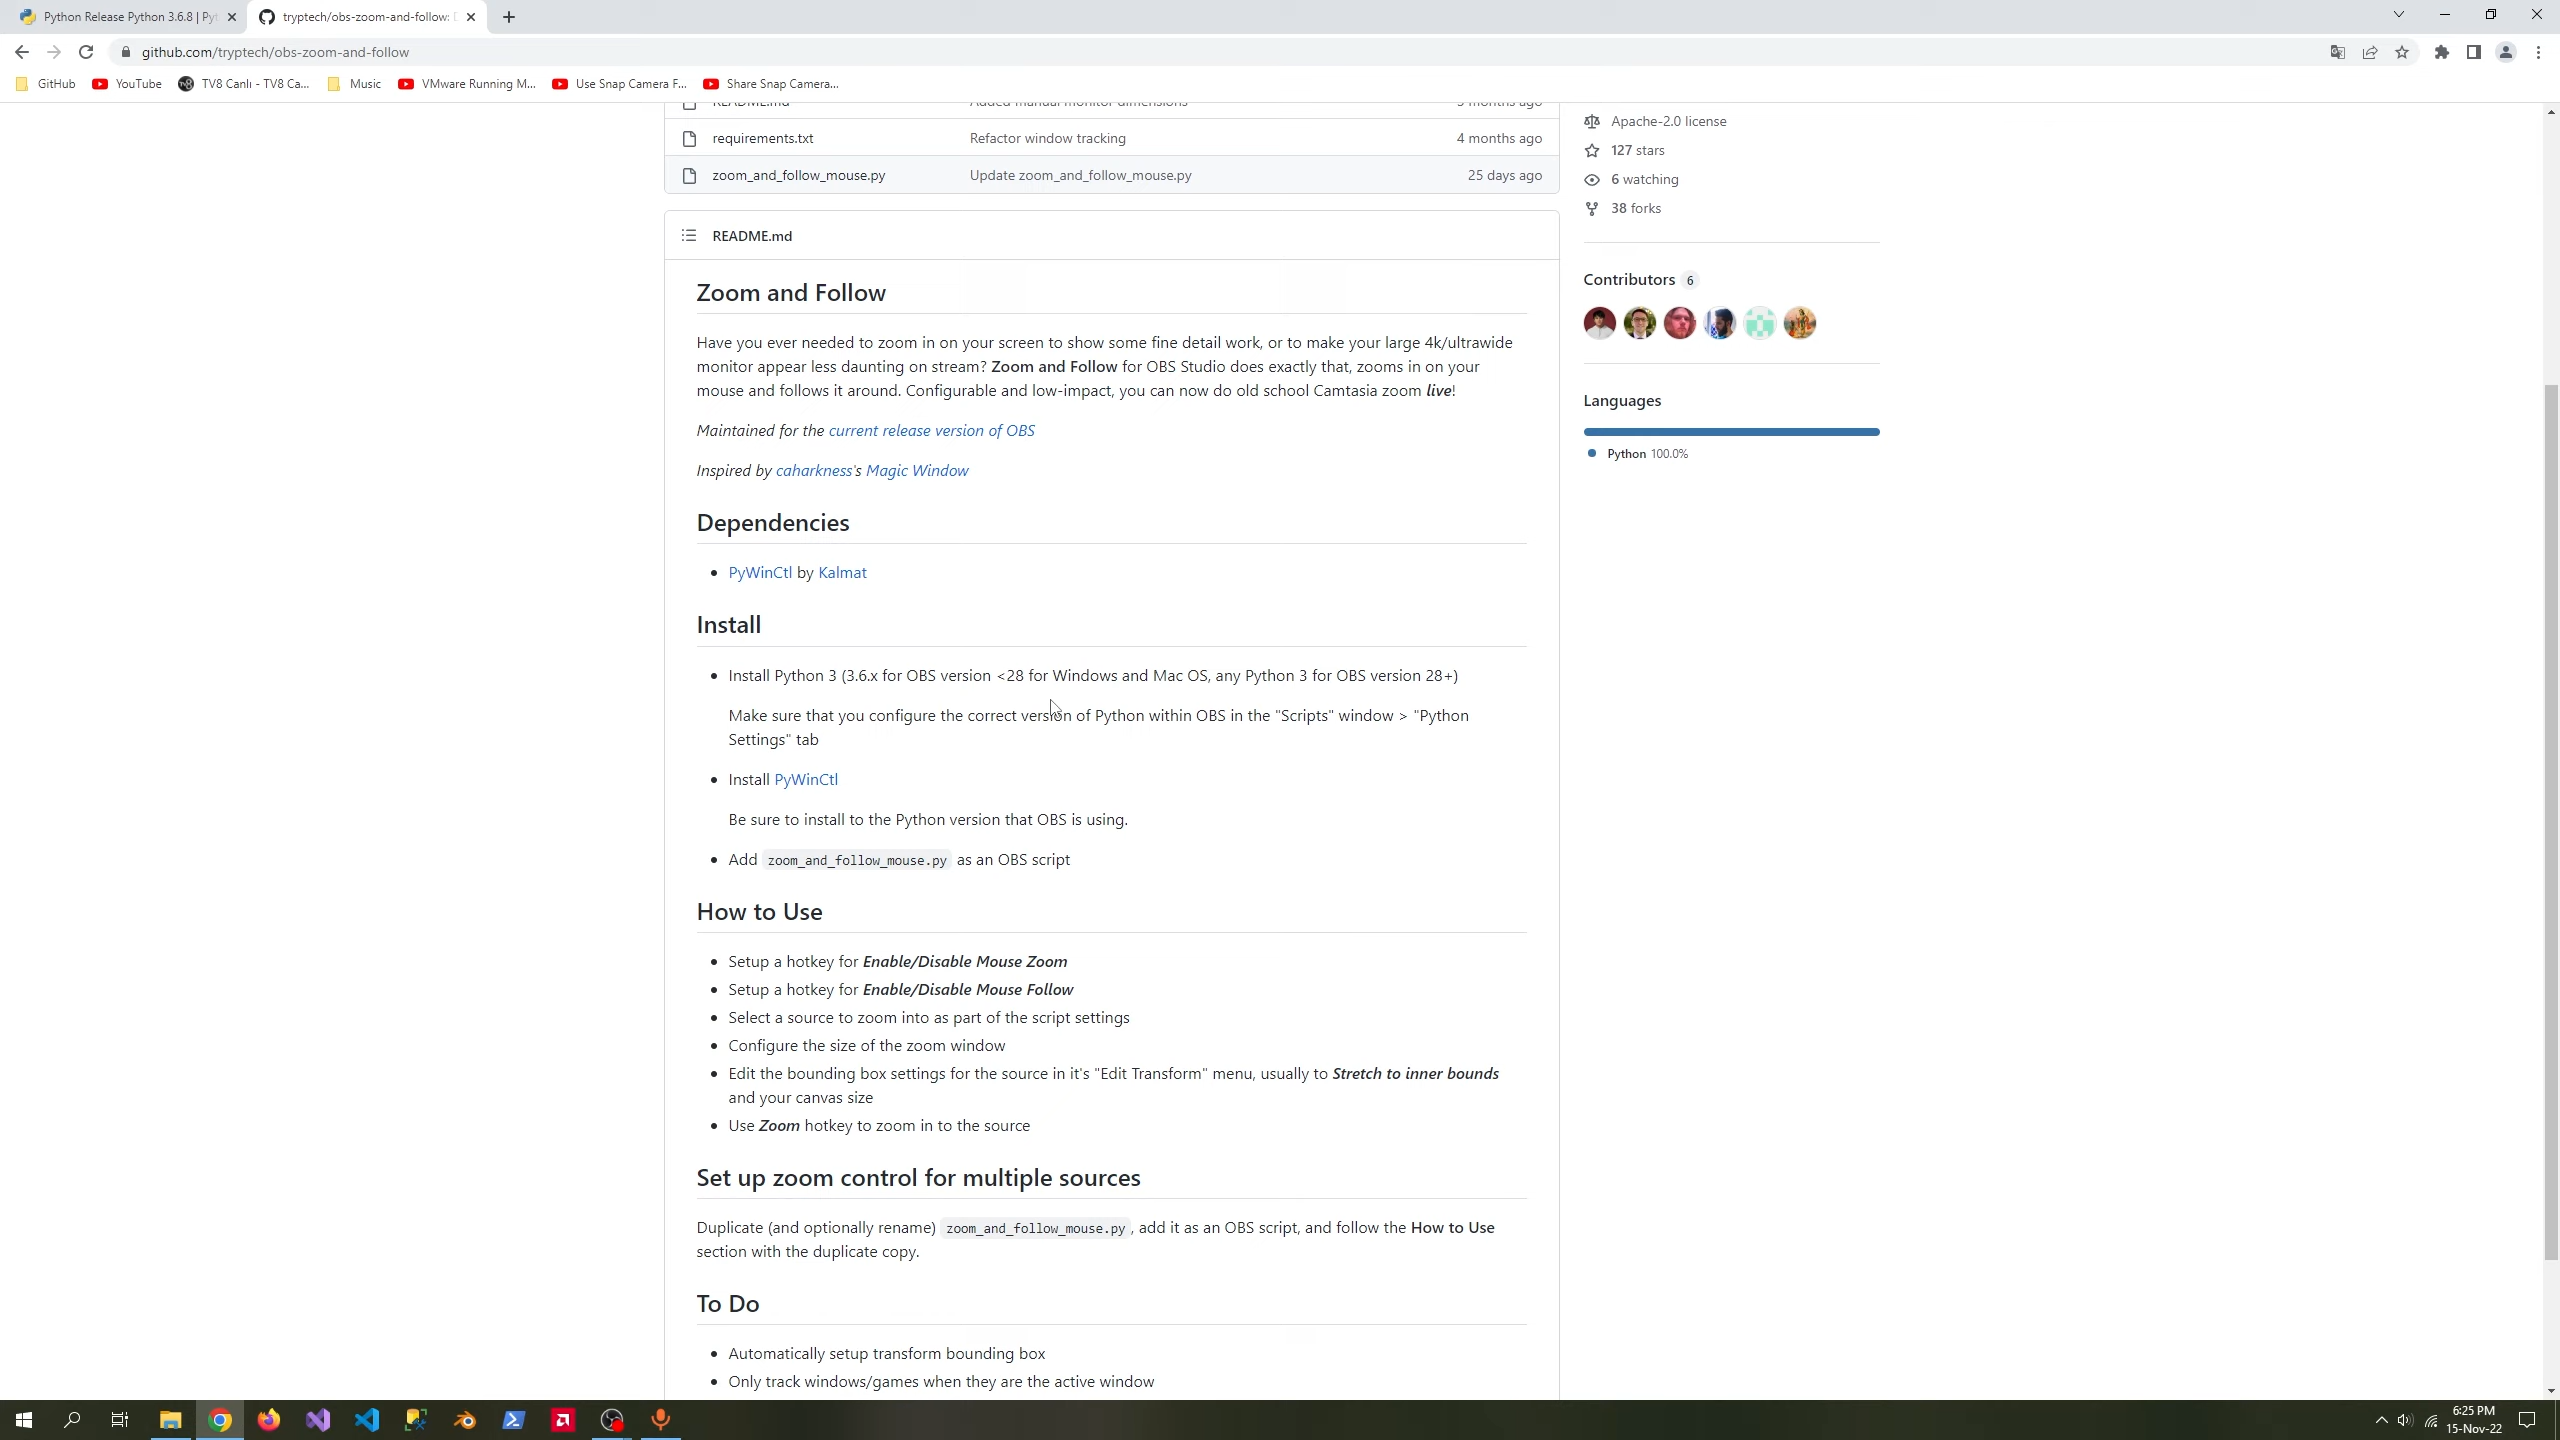 Python Release Python 3.6.8 | Pyt
tryptech/obs-zoom-and-follow: D
github.com/tryptech/obs-zoom-and-follow
GitHub
YouTube
TV8 Canlı - TV8 Ca...
Music
VMware Running M...
Use Snap Camera F...
Share Snap Camera...
README.md Added manual monitor dimensions months ago
requirements.txt Refactor window tracking 4 months ago
zoom_and_follow_mouse.py Update zoom_and_follow_mouse.py 25 days ago
README.md
Zoom and Follow
Have you ever needed to zoom in on your screen to show some fine detail work, or to make your large 4k/ultrawide
monitor appear less daunting on stream? Zoom and Follow for OBS Studio does exactly that, zooms in on your
mouse and follows it around. Configurable and low-impact, you can now do old school Camtasia zoom live!
Maintained for the current release version of OBS
Inspired by caharkness's Magic Window
Dependencies
PyWinCtl by Kalmat
Install
Install Python 3 (3.6.x for OBS version <28 for Windows and Mac OS, any Python 3 for OBS version 28+)
Make sure that you configure the correct version of Python within OBS in the "Scripts" window > "Python
Settings" tab
Install PyWinCtl
Be sure to install to the Python version that OBS is using.
Add zoom_and_follow_mouse.py as an OBS script
How to Use
Setup a hotkey for Enable/Disable Mouse Zoom
Setup a hotkey for Enable/Disable Mouse Follow
Select a source to zoom into as part of the script settings
Configure the size of the zoom window
Edit the bounding box settings for the source in it's "Edit Transform" menu, usually to Stretch to inner bounds
and your canvas size
Use Zoom hotkey to zoom in to the source
Set up zoom control for multiple sources
Duplicate (and optionally rename) zoom_and_follow_mouse.py , add it as an OBS script, and follow the How to Use
section with the duplicate copy.
To Do
Automatically setup transform bounding box
Only track windows/games when they are the active window
Apache-2.0 license
127 stars
6 watching
38 forks
Contributors 6
Languages
Python 100.0%
6:25 PM
15-Nov-22